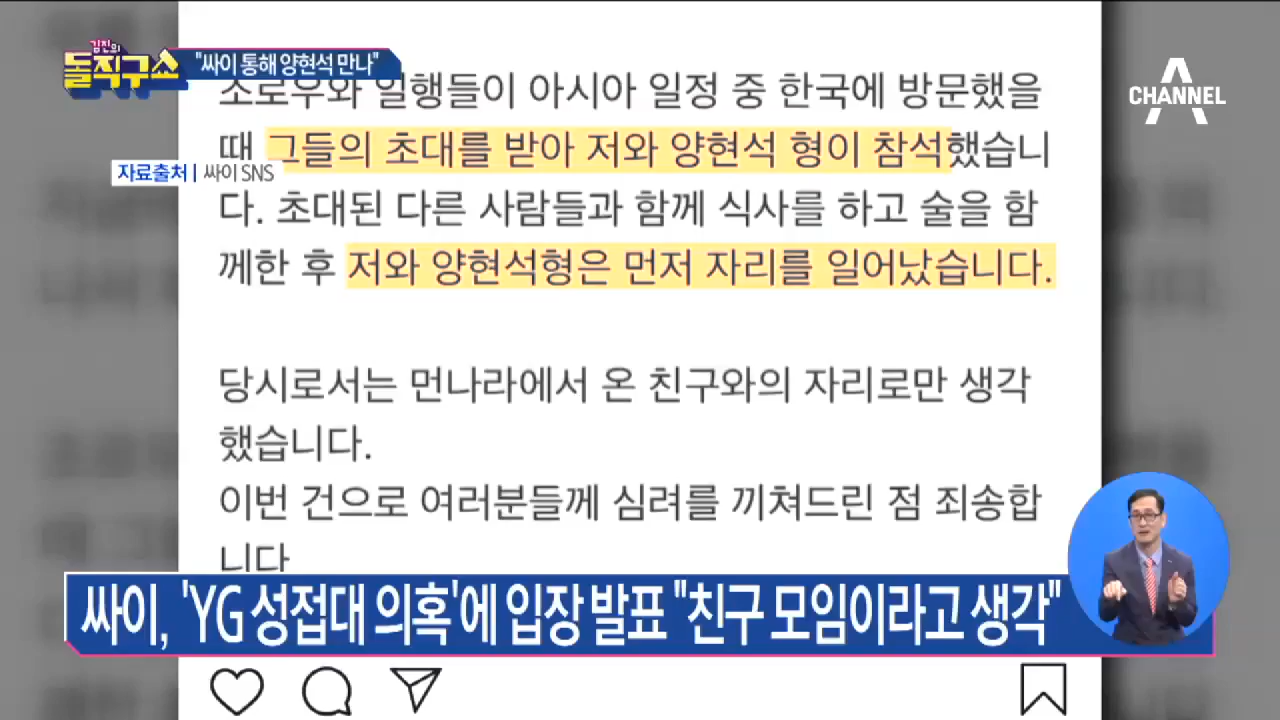 김진의
돌직구쇼
"싸이 통해 양현석 만나"
CHANNEL A
조로우와 일행들이 아시아 일정 중 한국에 방문했을
때 그들의 초대를 받아 저와 양현석 형이 참석했습니
자료출처 | 싸이 SNS
다. 초대된 다른 사람들과 함께 식사를 하고 술을 함
께한 후 저와 양현석형은 먼저 자리를 일어났습니다.
당시로서는 먼나라에서 온 친구와의 자리로만 생각
했습니다.
이번 건으로 여러분들께 심려를 끼쳐드린 점 죄송합
니다
싸이, 'YG 성접대 의혹'에 입장 발표 "친구 모임이라고 생각"